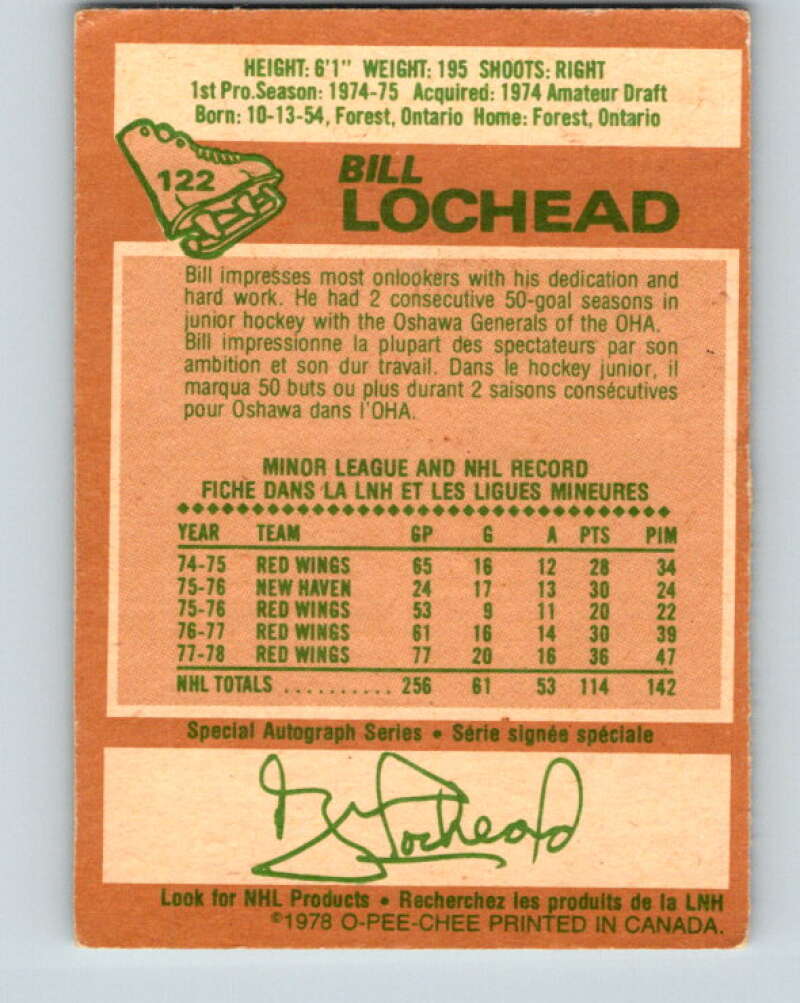 HEIGHT: 6'1" WEIGHT: 195 SHOOTS: RIGHT
1st Pro.Season: 1974-75 Acquired: 1974 Amateur Draft
Born: 10-13-54, Forest, Ontario Home: Forest, Ontario
122
BILL
LOCHEAD
Bill impresses most onlookers with his dedication and
hard work. He had 2 consecutive 50-goal seasons in
junior hockey with the Oshawa Generals of the OHA.
Bill impressionne la plupart des spectateurs par son
ambition et son dur travail. Dans le hockey junior, il
marqua 50 buts ou plus durant 2 saisons consécutives
pour Oshawa dans l'OHA.
MINOR LEAGUE AND NHL RECORD
FICHE DANS LA LNH ET LES LIGUES MINEURES
YEAR TEAM GP G A PTS PIM
74-75 RED WINGS 65 16 12 28 34
75-76 NEW HAVEN 24 17 13 30 24
75-76 RED WINGS 53 9 11 20 22
76-77 RED WINGS 61 16 14 30 39
77-78 RED WINGS 77 20 16 36 47
NHL TOTALS .......... 256 61 53 114 142
Special Autograph Series • Série signée spéciale
Bill Lochead
Look for NHL Products • Recherchez les produits de la LNH
©1978 O-PEE-CHEE PRINTED IN CANADA.